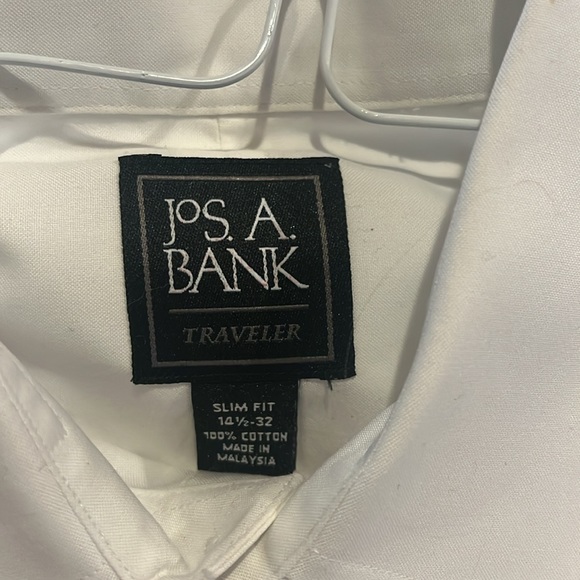 JoS. A.
BANK
TRAVELER
SLIM FIT
14½-32
100% COTTON
MADE IN
MALAYSIA